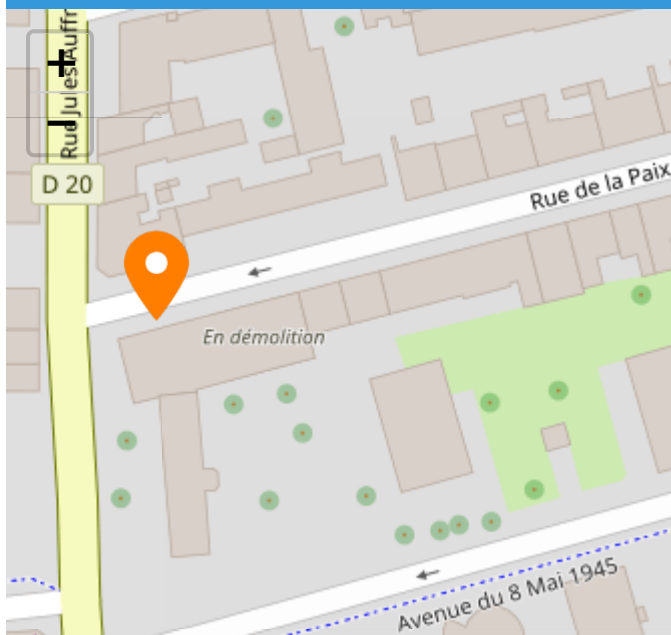 Rue Jules Auffr
+
−
D 20
Rue de la Paix
En démolition
Avenue du 8 Mai 1945